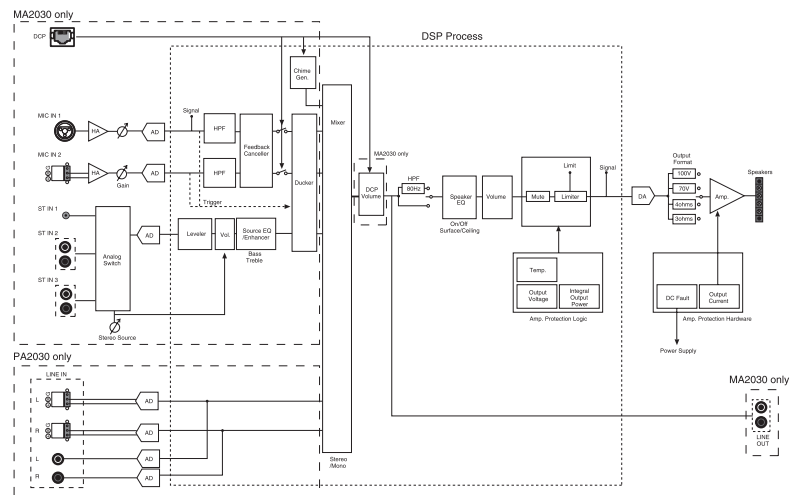 MA2030 only
DCP
DSP Process
Chime
Gen.
MIC IN 1
HA
AD
Signal
HPF
Feedback
Canceller
Mixer
MIC IN 2
HA
Gain
AD
HPF
Trigger
Ducker
MA2030 only
DCP
Volume
HPF
80Hz
Speaker
EQ
On/Off
Surface/Ceiling
Volume
Limit
Mute
Limiter
Signal
DA
Output
Format
100V
70V
4ohms
3ohms
Amp.
Speakers
ST IN 1
ST IN 2
ST IN 3
Analog
Switch
AD
Leveler
Vol.
Source EQ
/Enhancer
Bass
Treble
Stereo Source
Temp.
Output
Voltage
Integral
Output
Power
Amp. Protection Logic
DC Fault
Output
Current
Amp. Protection Hardware
Power Supply
PA2030 only
LINE IN
L
AD
R
AD
L
AD
R
AD
Stereo
/Mono
MA2030 only
LINE
OUT